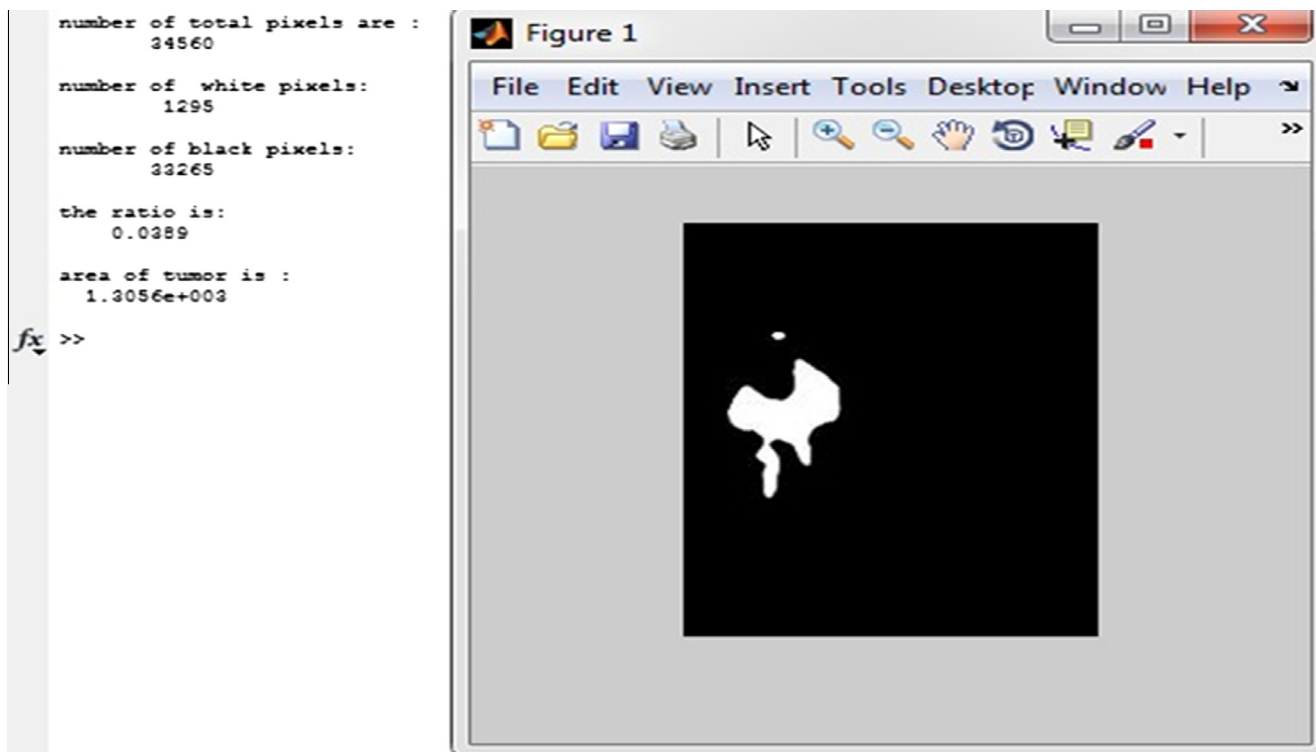 number of total pixels are :
34560
number of  white pixels:
1295
number of black pixels:
33265
the ratio is:
0.0389
area of tumor is :
1.3056e+003
fx >>
Figure 1
File Edit View Insert Tools Desktop Window Help